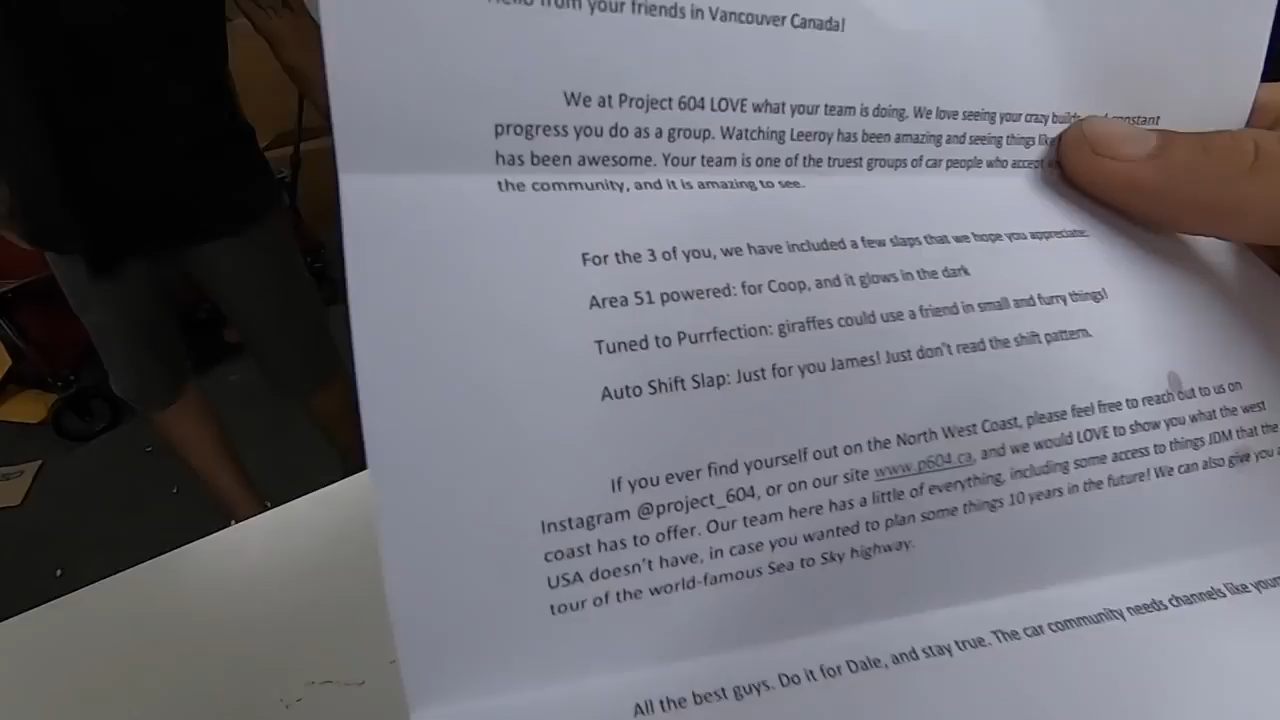 Hello from your friends in Vancouver Canada!
We at Project 604 LOVE what your team is doing. We love seeing your crazy builds and constant
progress you do as a group. Watching Leeroy has been amazing and seeing things like
has been awesome. Your team is one of the truest groups of car people who accept
the community, and it is amazing to see.
For the 3 of you, we have included a few slaps that we hope you appreciate:
Area 51 powered: for Coop, and it glows in the dark
Tuned to Purrfection: giraffes could use a friend in small and furry things!
Auto Shift Slap: Just for you James! Just don't read the shift pattern.
If you ever find yourself out on the North West Coast, please feel free to reach out to us on
Instagram @project_604, or on our site www.p604.ca, and we would LOVE to show you what the west
coast has to offer. Our team here has a little of everything, including some access to things JDM that the
USA doesn't have, in case you wanted to plan some things 10 years in the future! We can also give you a
tour of the world-famous Sea to Sky highway.
All the best guys. Do it for Dale, and stay true. The car community needs channels like your